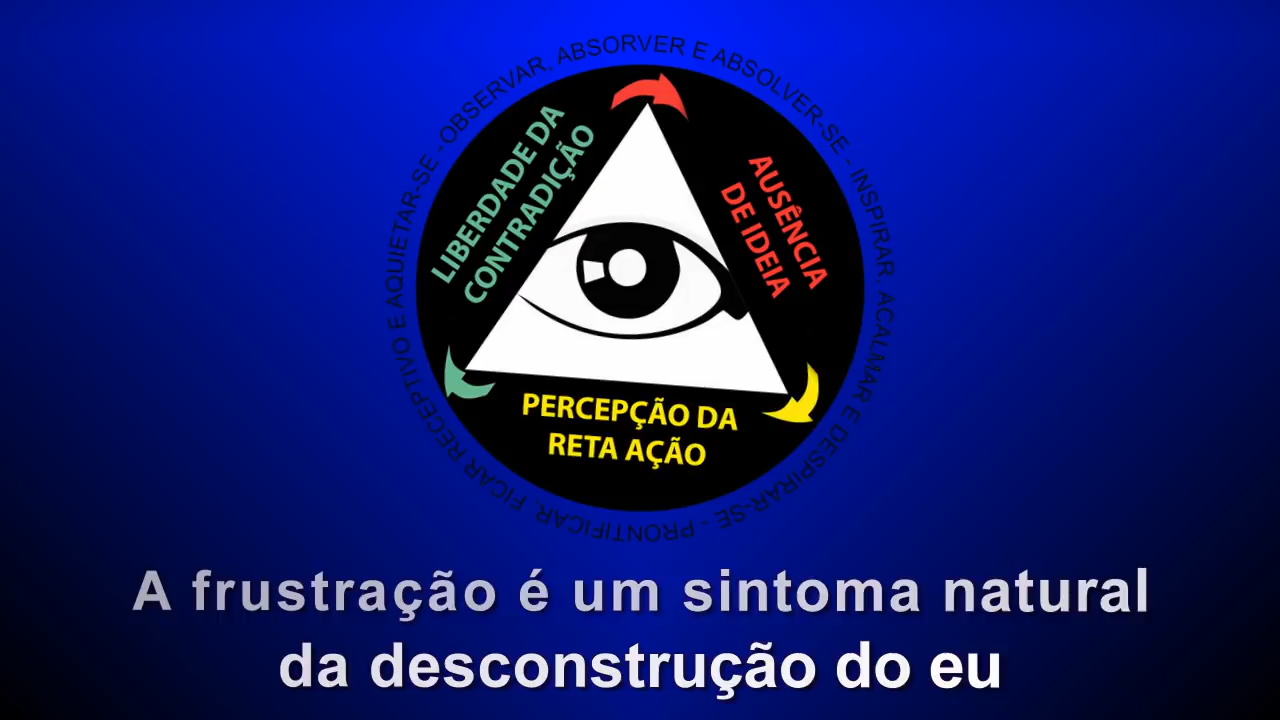 OBSERVAR, ABSORVER E ABSOLVER-SE - INSPIRAR, ACALMAR E DESPIRAR-SE - PRONTIFICAR, FICAR RECEPTIVO E AQUIETAR-SE -
LIBERDADE DA
CONTRADIÇÃO
AUSÊNCIA
DE IDEIA
PERCEPÇÃO DA
RETA AÇÃO
A frustração é um sintoma natural
da desconstrução do eu